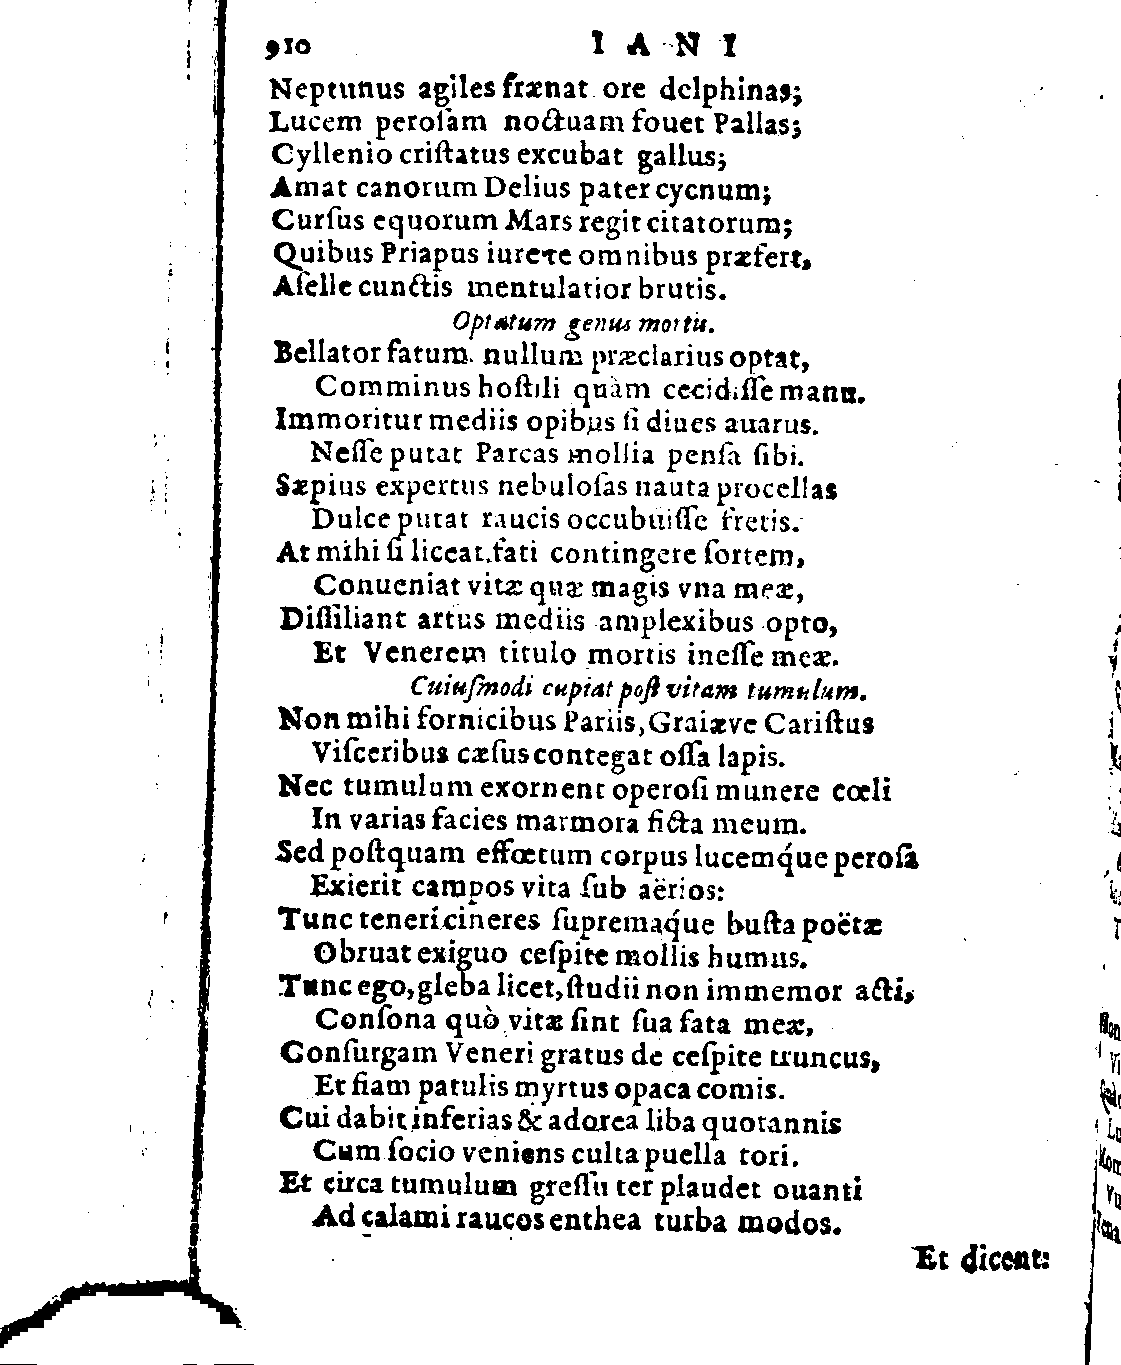 910 IANI
Neptunus agiles frænat ore delphinas;
Lucem peroſam noctuam fouet Pallas;
Cyllenio criſtatus excubat gallus;
Amat canorum Delius pater cycnum;
Curſus equorum Mars regit citatorum;
Quibus Priapus iure te omnibus præfert,
Aſelle cunctis mentulatior brutis.
Optatum genus mortis.
Bellator fatum nullum præclarius optat,
Comminus hoſtili quàm cecidiſſe manu.
Immoritur mediis opibus ſi diues auarus.
Neſſe putat Parcas mollia penſa ſibi.
Sæpius expertus nebuloſas nauta procellas
Dulce putat raucis occubuiſſe fretis.
At mihi ſi liceat fati contingere ſortem,
Conueniat vitæ quæ magis vna meæ,
Diſſiliant artus mediis amplexibus opto,
Et Venerem titulo mortis ineſſe meæ.
Cuiuſmodi cupiat poſt vitam tumulum.
Non mihi fornicibus Pariis, Graiæve Cariſtus
Viſceribus cæſus contegat oſſa lapis.
Nec tumulum exornent operoſi munere cœli
In varias facies marmora ficta meum.
Sed poſtquam effœtum corpus lucemq́ue peroſa
Exierit campos vita ſub aërios:
Tunc teneri cineres ſupremaq́ue buſta poëtæ
Obruat exiguo ceſpite mollis humus.
Tunc ego, gleba licet, ſtudii non immemor acti,
Conſona quò vitæ ſint ſua fata meæ,
Conſurgam Veneri gratus de ceſpite truncus,
Et fiam patulis myrtus opaca comis.
Cui dabit inferias & adorea liba quotannis
Cum ſocio veniens culta puella tori.
Et circa tumulum greſſu ter plaudet ouanti
Ad calami raucos enthea turba modos.
Et dicent: